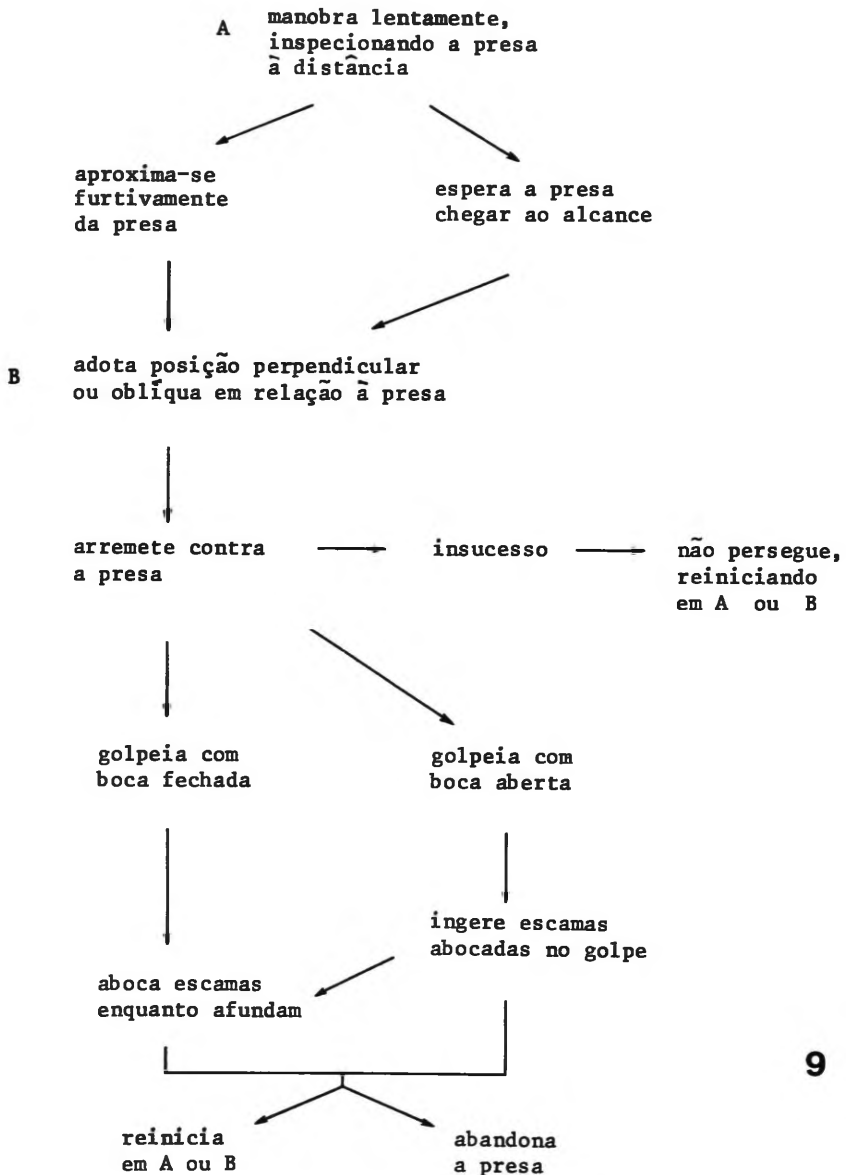 A
manobra lentamente,
inspecionando a presa
à distância
aproxima-se
furtivamente
da presa
espera a presa
chegar ao alcance
B
adota posição perpendicular
ou oblíqua em relação à presa
arremete contra
a presa
insucesso
não persegue,
reiniciando
em A ou B
golpeia com
boca fechada
golpeia com
boca aberta
ingere escamas
abocadas no golpe
aboca escamas
enquanto afundam
9
reinicia
em A ou B
abandona
a presa